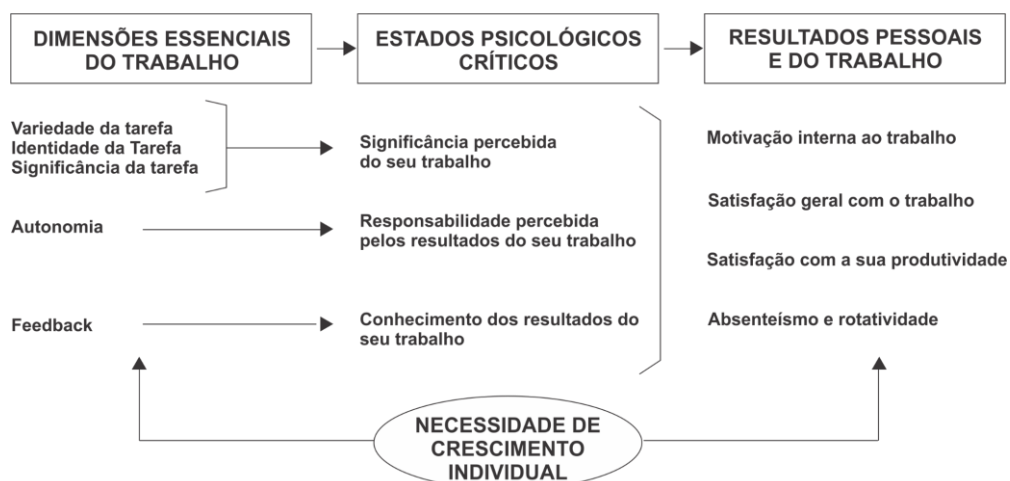 DIMENSÕES ESSENCIAIS
DO TRABALHO
ESTADOS PSICOLÓGICOS
CRÍTICOS
RESULTADOS PESSOAIS
E DO TRABALHO
Variedade da tarefa
Identidade da Tarefa
Significância da tarefa
Significância percebida
do seu trabalho
Motivação interna ao trabalho
Satisfação geral com o trabalho
Autonomia
Responsabilidade percebida
pelos resultados do seu trabalho
Satisfação com a sua produtividade
Feedback
Conhecimento dos resultados do
seu trabalho
Absenteísmo e rotatividade
NECESSIDADE DE
CRESCIMENTO
INDIVIDUAL